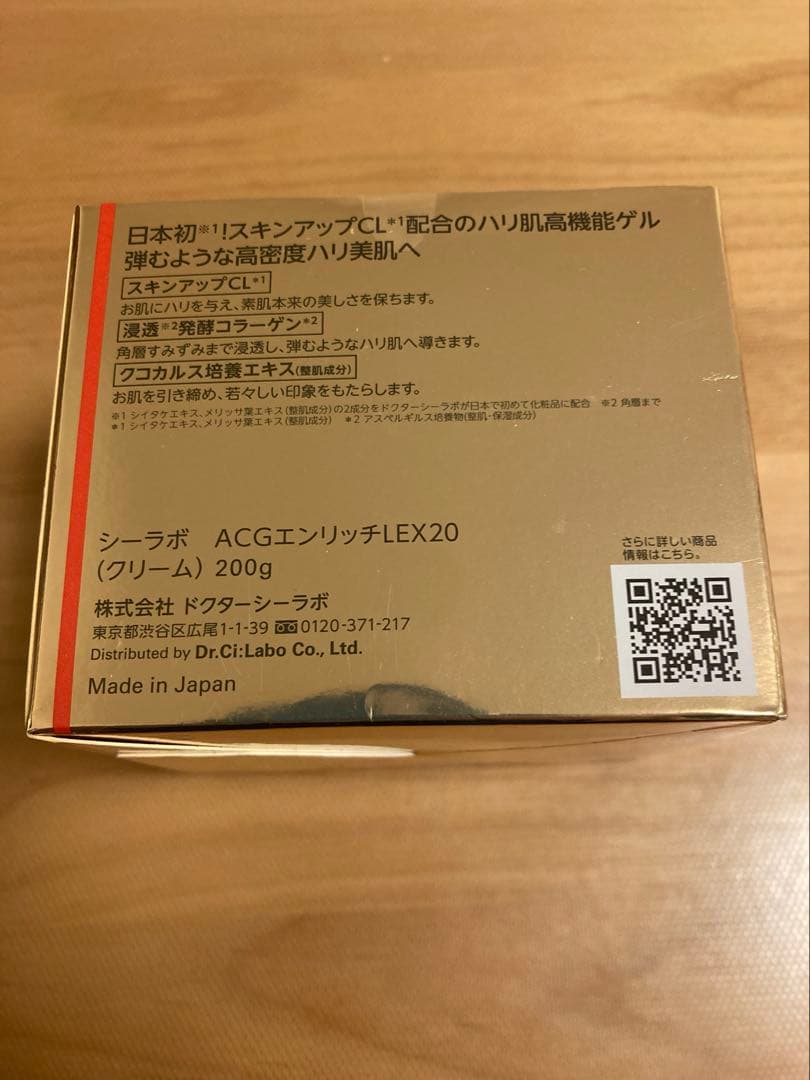 日本初※1!スキンアップCL*1配合のハリ肌高機能ゲル
弾むような高密度ハリ美肌へ
スキンアップCL*1
お肌にハリを与え、素肌本来の美しさを保ちます。
浸透※2発酵コラーゲン*2
角層すみずみまで浸透し、弾むようなハリ肌へ導きます。
クコカルス培養エキス(整肌成分)
お肌を引き締め、若々しい印象をもたらします。
※1 シイタケエキス、メリッサ葉エキス(整肌成分)の2成分をドクターシーラボが日本で初めて化粧品に配合 ※2 角層まで
*1 シイタケエキス、メリッサ葉エキス(整肌成分) *2 アスペルギルス培養物(整肌・保湿成分)
シーラボ ACGエンリッチLEX20
(クリーム) 200g
株式会社 ドクターシーラボ
東京都渋谷区広尾1-1-39 0120-371-217
Distributed by Dr.Ci:Labo Co., Ltd.
Made in Japan
さらに詳しい商品
情報はこちら。